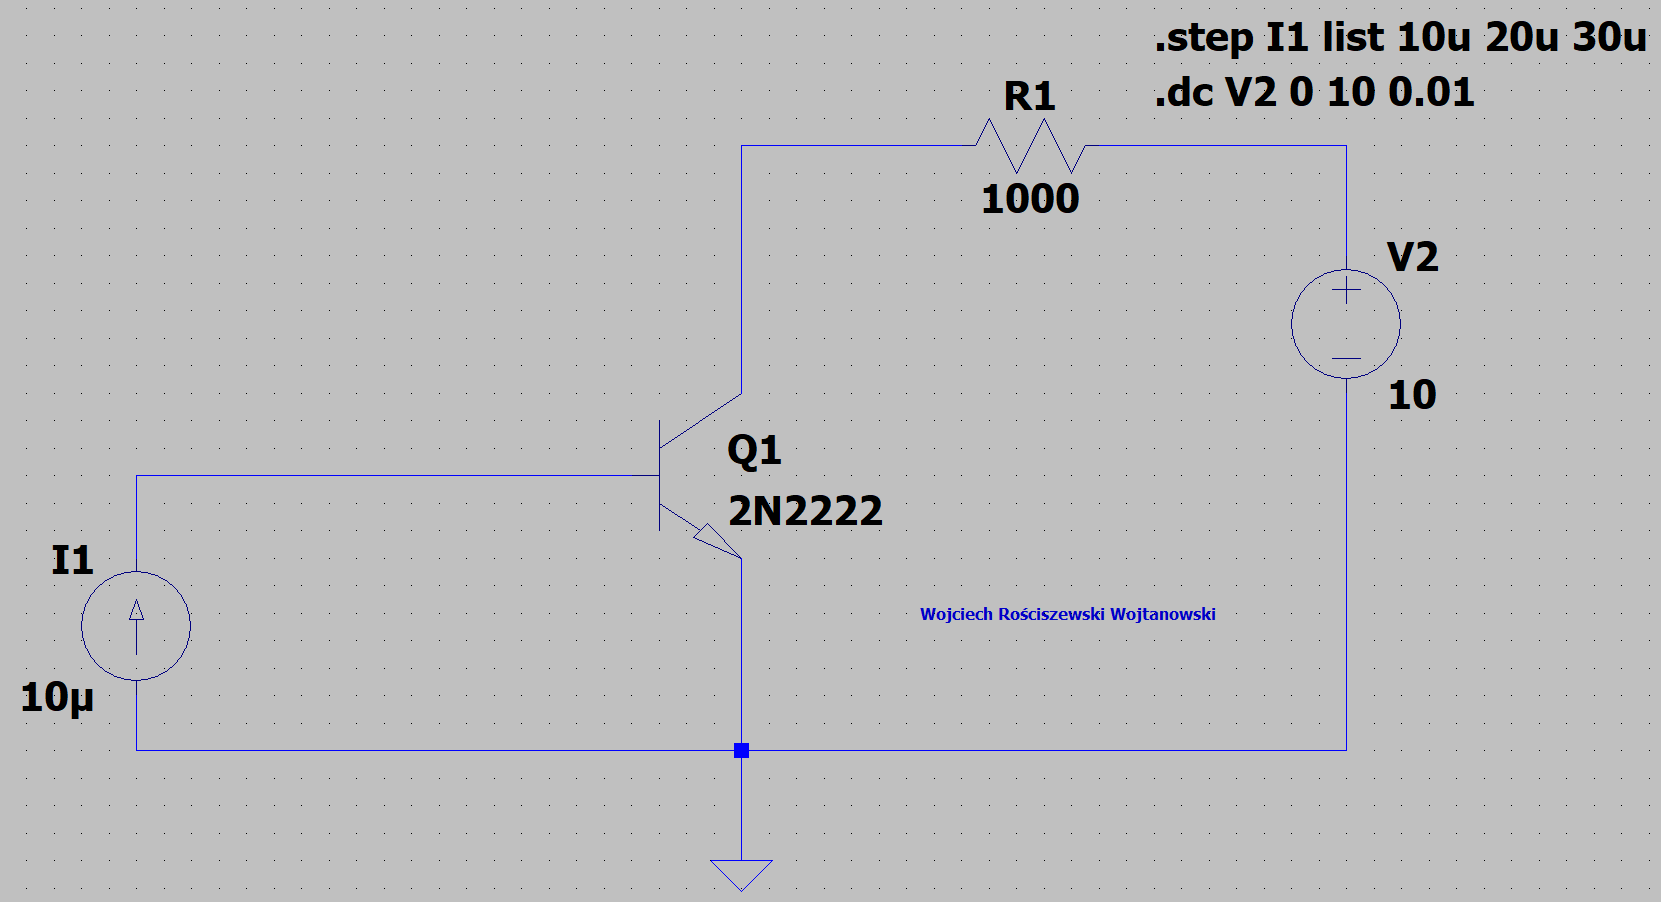 .step I1 list 10u 20u 30u
.dc V2 0 10 0.01
R1
1000
V2
10
Q1
2N2222
I1
10µ
Wojciech Rościszewski Wojtanowski